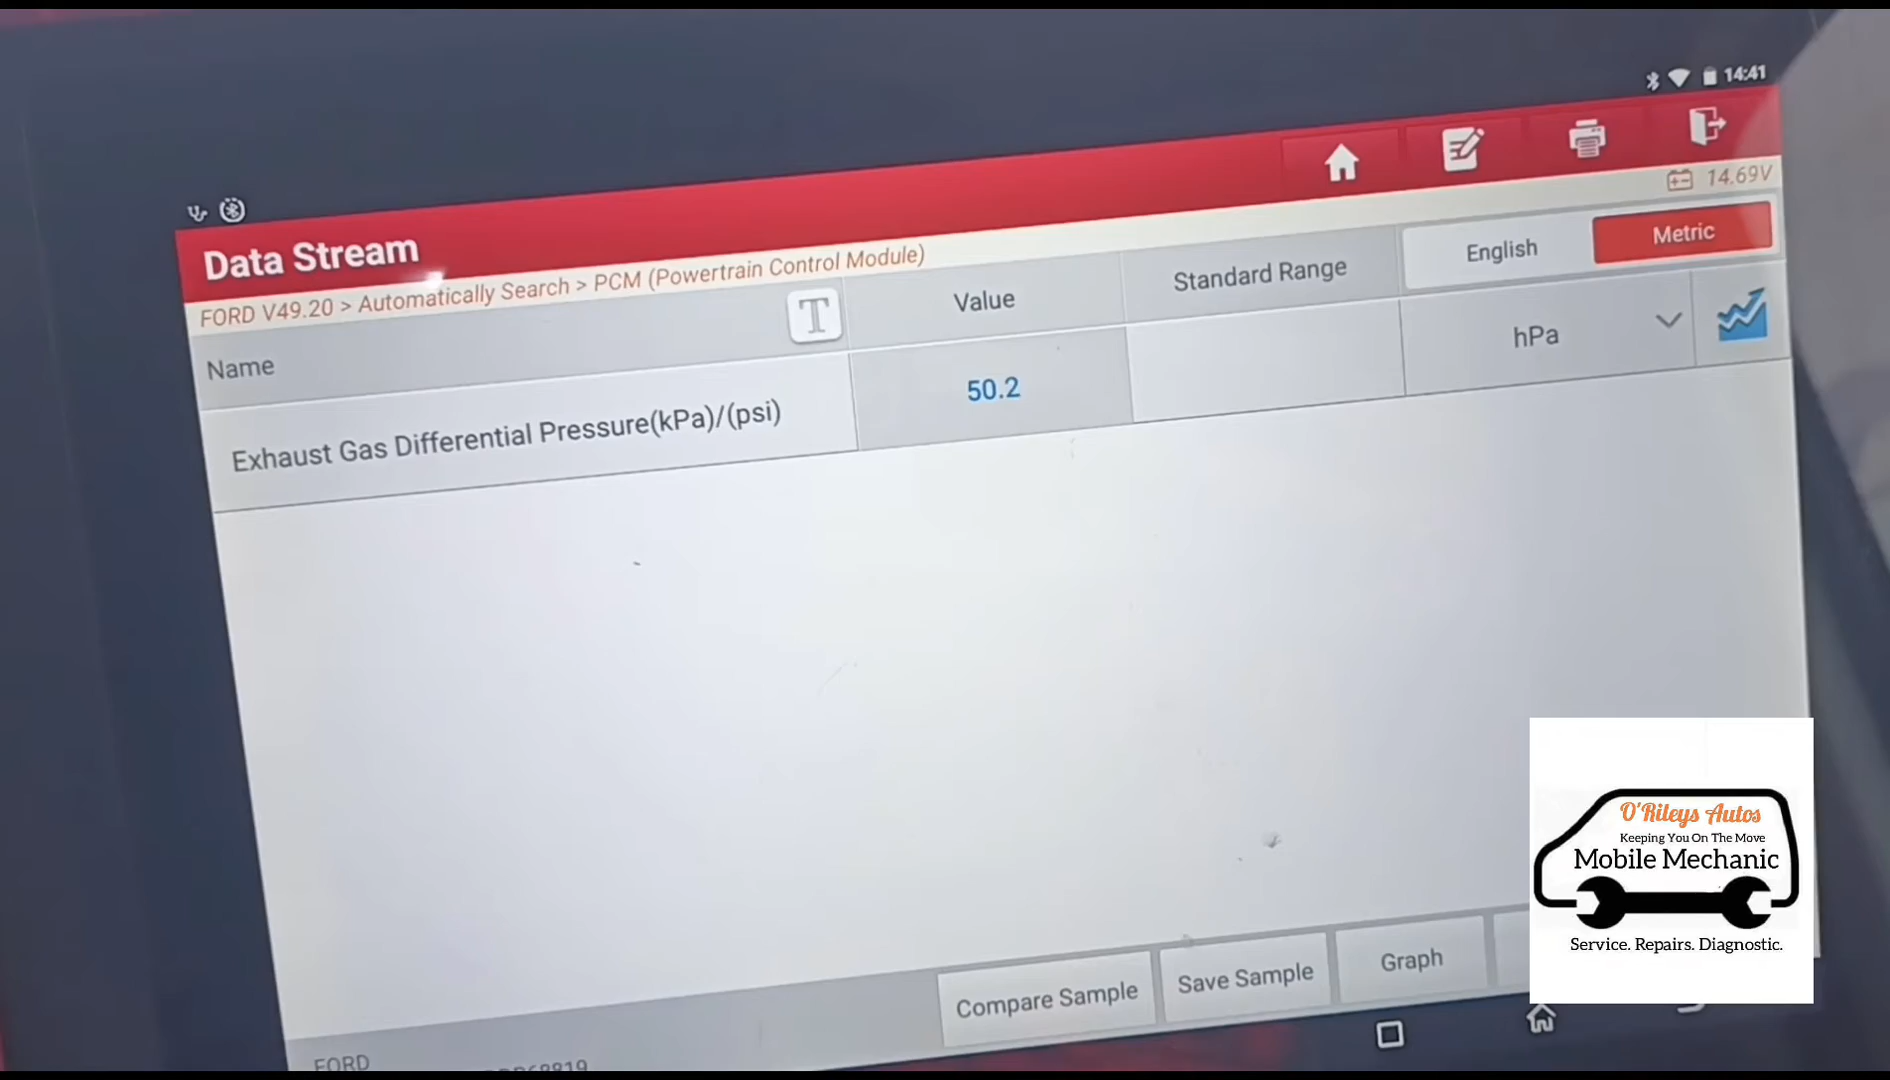 14:41
14.69V
Data Stream
FORD V49.20 > Automatically Search > PCM (Powertrain Control Module)
English
Metric
Name
T
Value
Standard Range
Exhaust Gas Differential Pressure(kPa)/(psi)
50.2
hPa
Compare Sample
Save Sample
Graph
FORD
O'Rileys Autos
Keeping You On The Move
Mobile Mechanic
Service. Repairs. Diagnostic.